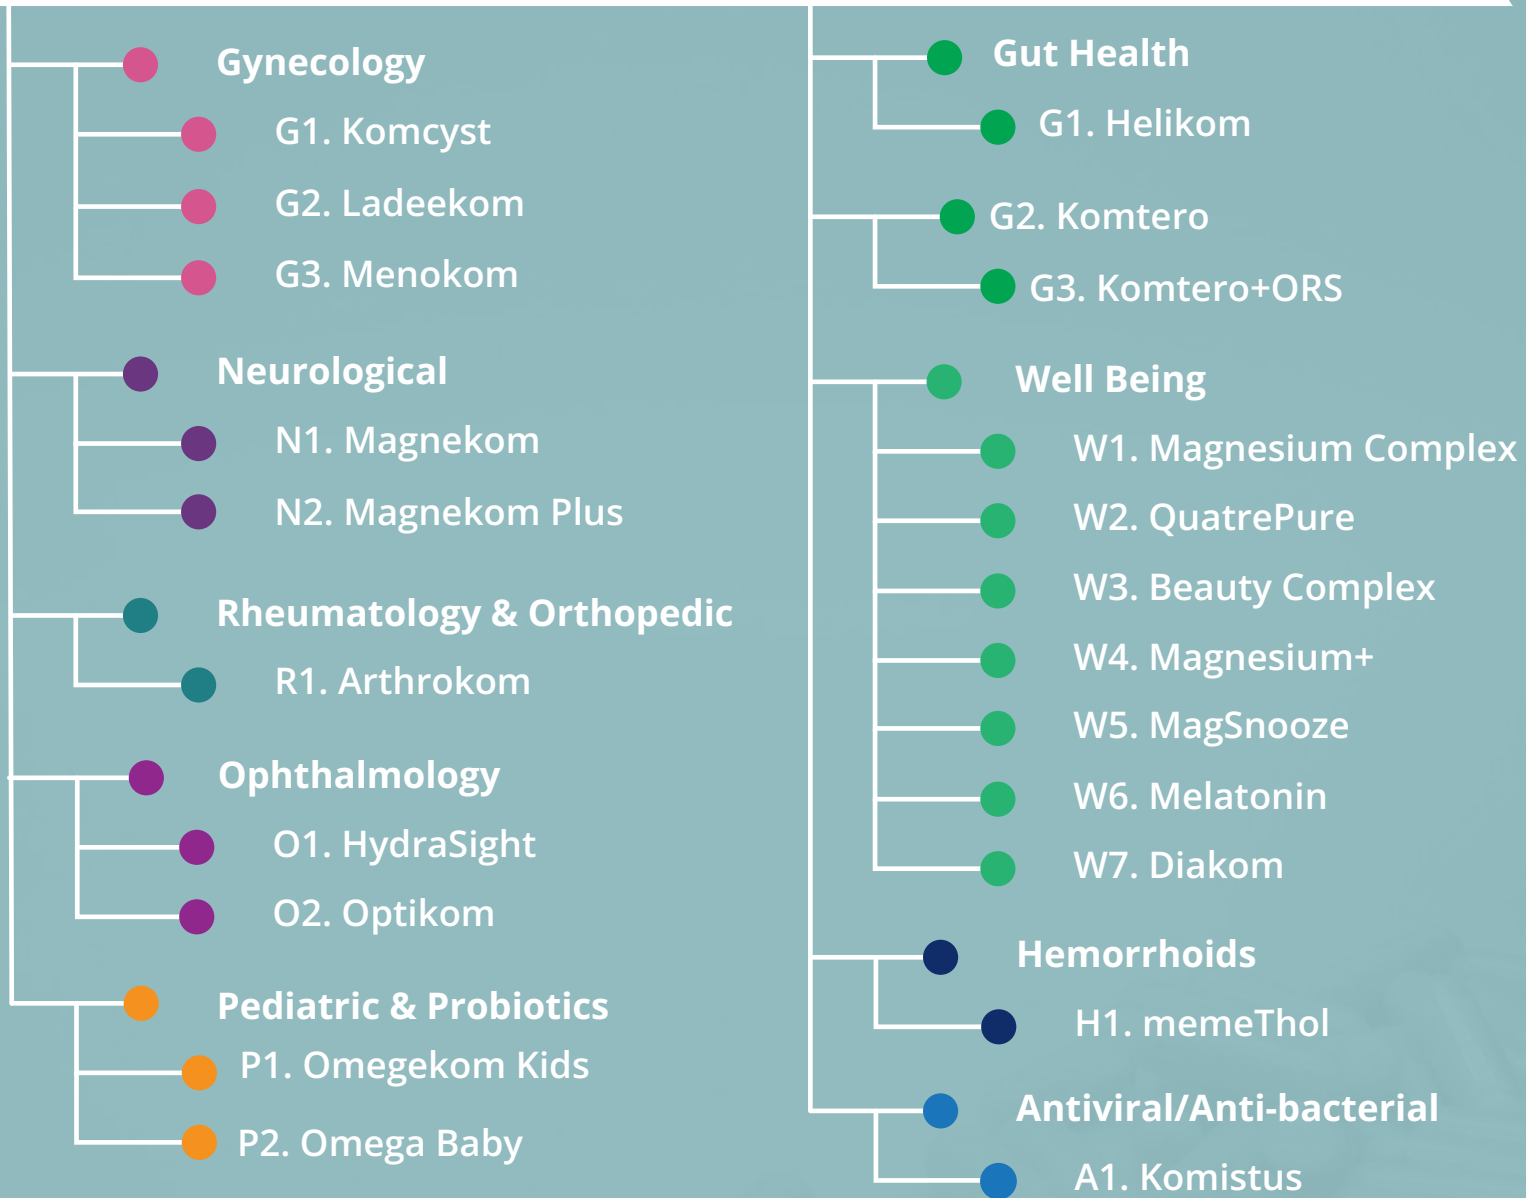 Gynecology
G1. Komcyst
G2. Ladeekom
G3. Menokom
Neurological
N1. Magnekom
N2. Magnekom Plus
Rheumatology & Orthopedic
R1. Arthrokom
Ophthalmology
O1. HydraSight
O2. Optikom
Pediatric & Probiotics
P1. Omegekom Kids
P2. Omega Baby
Gut Health
G1. Helikom
G2. Komtero
G3. Komtero+ORS
Well Being
W1. Magnesium Complex
W2. QuatrePure
W3. Beauty Complex
W4. Magnesium+
W5. MagSnooze
W6. Melatonin
W7. Diakom
Hemorrhoids
H1. memeThol
Antiviral/Anti-bacterial
A1. Komistus